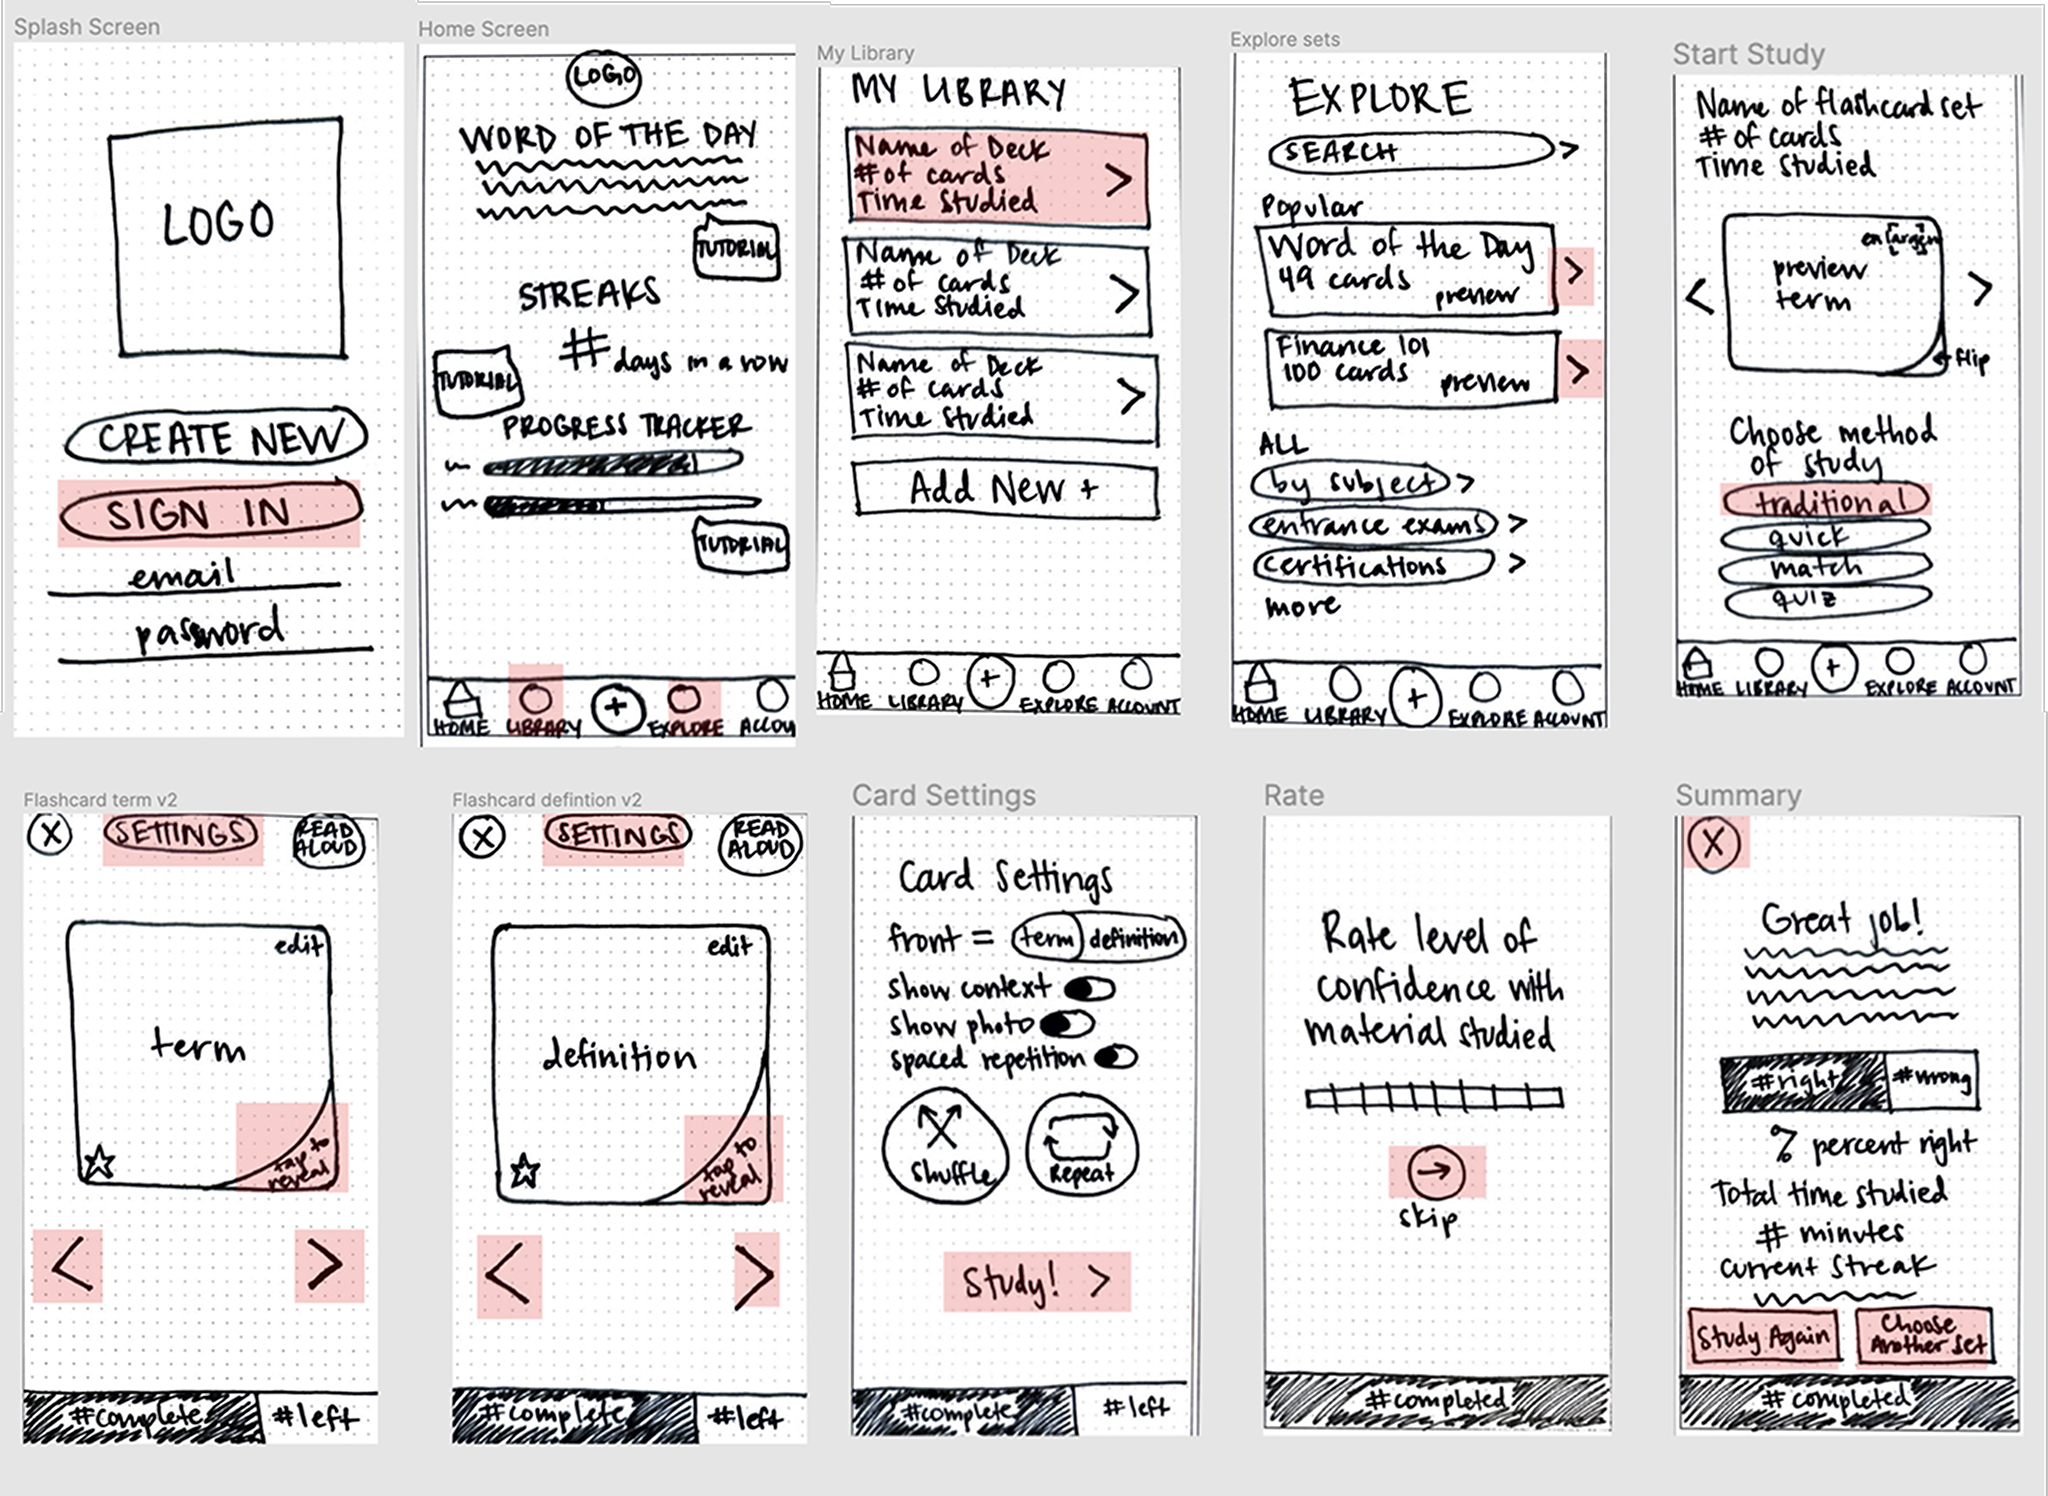 Splash Screen
LOGO
CREATE NEW
SIGN IN
email
password
Home Screen
LOGO
WORD OF THE DAY
TUTORIAL
STREAKS
# days in a row
TUTORIAL
PROGRESS TRACKER
TUTORIAL
HOME LIBRARY + EXPLORE ACCOU
My Library
MY LIBRARY
Name of Deck
# of cards
Time Studied
>
Name of Deck
# of cards
Time Studied
>
Name of Deck
# of cards
Time Studied
>
Add New +
HOME LIBRARY + EXPLORE ACCOUNT
Explore sets
EXPLORE
SEARCH >
Popular
Word of the Day
49 cards
preview
>
Finance 101
100 cards
preview
>
ALL
by subject >
entrance exams >
certifications >
more
HOME LIBRARY + EXPLORE ACCOUNT
Start Study
Name of flashcard set
# of cards
Time Studied
enlarge
preview
term
< >
flip
Choose method
of study
traditional
quick
match
quiz
HOME LIBRARY + EXPLORE ACCOUNT
Flashcard term v2
X SETTINGS READ
ALOUD
edit
term
tap to
reveal
< >
#complete #left
Flashcard defintion v2
X SETTINGS READ
ALOUD
edit
definition
tap to
reveal
< >
#complete #left
Card Settings
Card Settings
front = term definition
show context
show photo
spaced repetition
Shuffle Repeat
Study! >
#complete #left
Rate
Rate level of
confidence with
material studied
→
skip
#completed
Summary
X
Great job!
#right #wrong
% percent right
Total time studied
# minutes
current streak
Study Again
Choose
Another Set
# completed